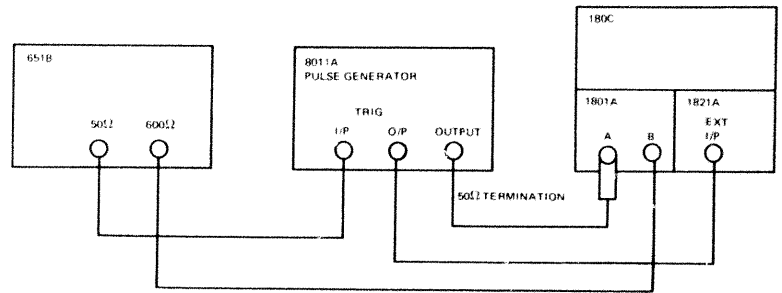 651B
50Ω 600Ω
8011A
PULSE GENERATOR
TRIG
I/P O/P OUTPUT
50Ω TERMINATION
180C
1801A
A B
1821A
EXT
I/P